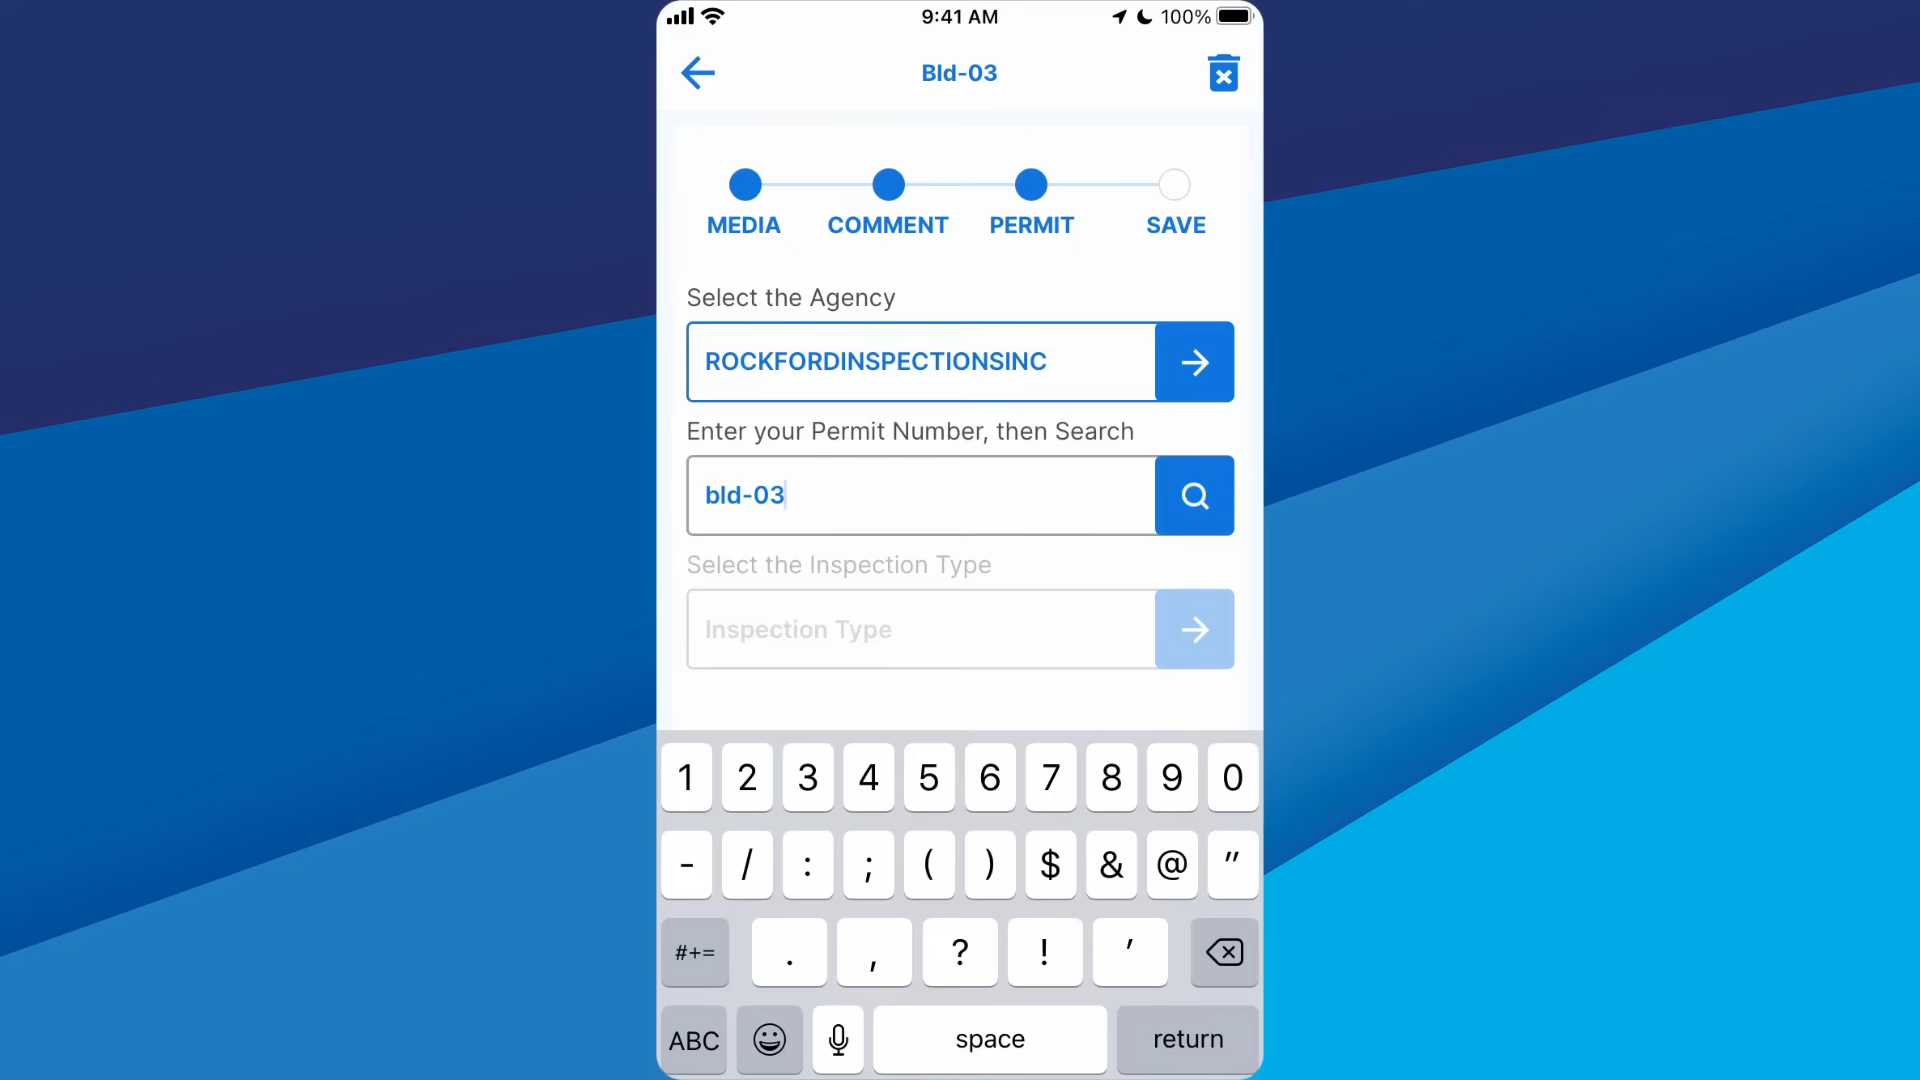 9:41 AM
100%
Bld-03
MEDIA COMMENT PERMIT SAVE
Select the Agency
ROCKFORDINSPECTIONSINC
Enter your Permit Number, then Search
bld-03
Select the Inspection Type
Inspection Type
1 2 3 4 5 6 7 8 9 0
- / : ; ( ) $ & @ "
#+= . , ? ! '
ABC space return